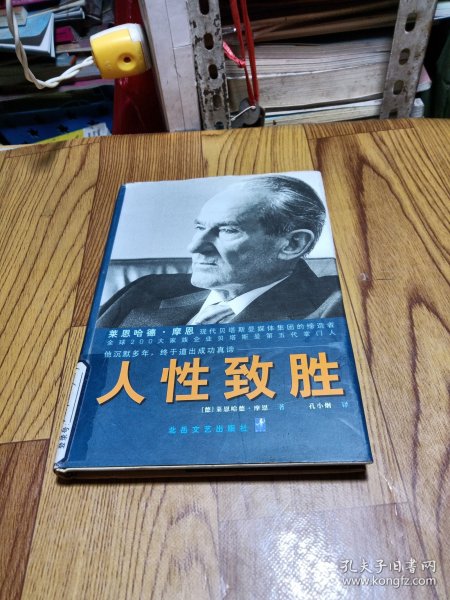 莱恩哈德·摩恩 现代贝塔斯曼媒体集团的缔造者
全球200大家族企业贝塔斯曼第五代掌门人
他沉默多年，终于道出成功真谛
人性致胜
[德]莱恩哈德·摩恩 著 孔小炯 译
北岳文艺出版社
登录号
孔夫子旧书网
www.kongfz.com